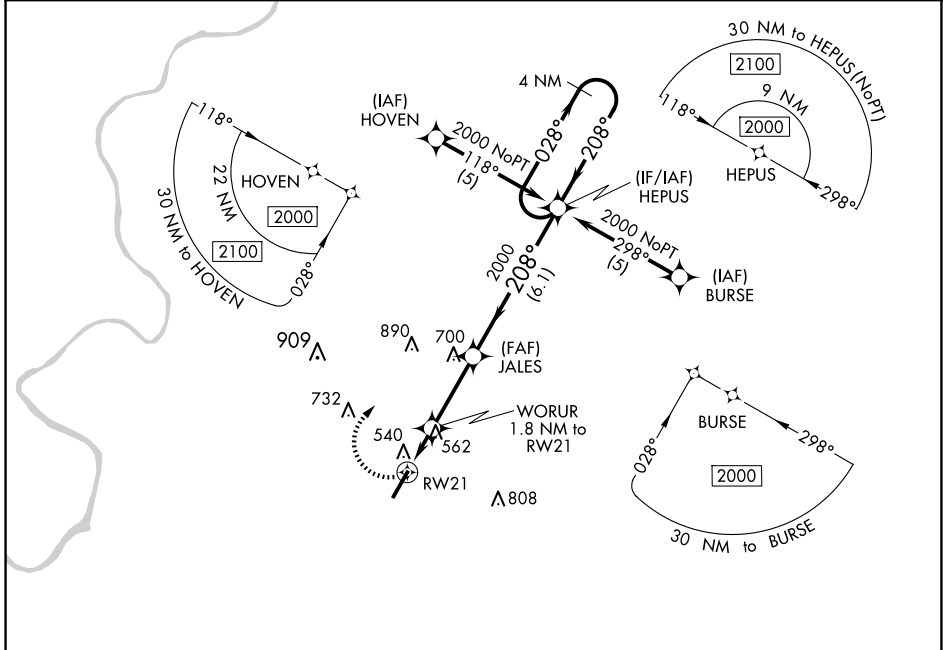 30 NM to HEPUS (NoPT)
2100
9 NM
2000
118°
HEPUS
298°
4 NM
028°
208°
(IAF)
HOVEN
2000 NoPT
118°
(5)
(IF/IAF)
HEPUS
2000 NoPT
298°
(5)
(IAF)
BURSE
118°
HOVEN
22 NM
2000
2100
30 NM to HOVEN
028°
2000
208°
(6.1)
909
890
700
(FAF)
JALES
732
WORUR
1.8 NM to
RW21
540
562
RW21
808
BURSE
028°
298°
2000
30 NM to BURSE